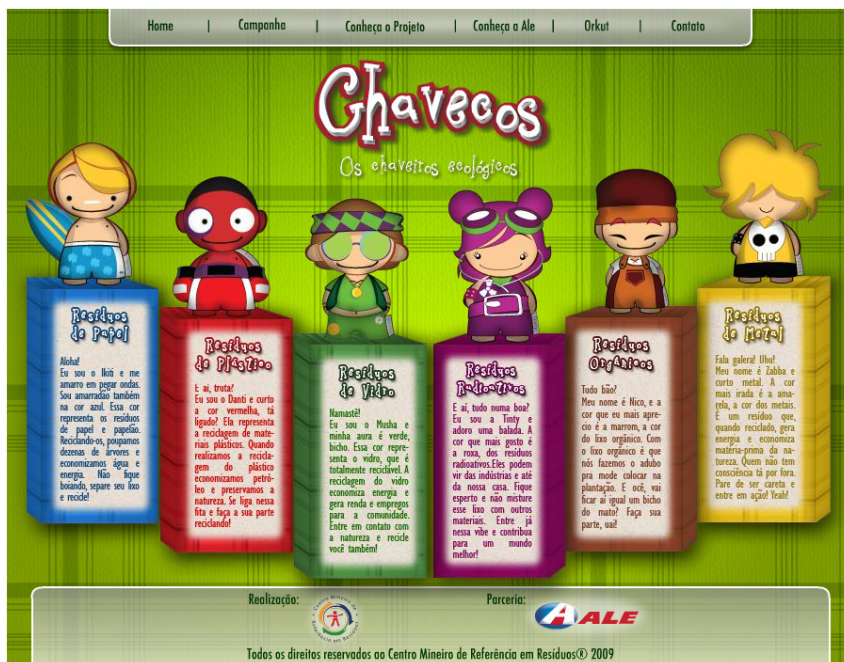 Home | Campanha | Conheça o Projeto | Conheça a Ale | Orkut | Contato
Chavecos
Os chaveiros ecológicos
Resíduos
de Papel
Aloha!
Eu sou o Ikiti e me
amarro em pegar ondas.
Sou amarradão também
na cor azul. Essa cor
representa os resíduos
de papel e papelão.
Reciclando-os, poupamos
dezenas de árvores e
economizamos água e
energia. Não fique
boiando, separe seu lixo
e recicle!
Resíduos
de Plástico
E aí, truta?
Eu sou o Danti e curto
a cor vermelha, tá
ligado? Ela representa
a reciclagem de mate-
riais plásticos. Quando
realizamos a recicla-
gem do plástico
economizamos petró-
leo e preservamos a
natureza. Se liga nessa
fita e faça a sua parte
reciclando!
Resíduos
de Vidro
Namastê!
Eu sou o Musha e
minha aura é verde,
bicho. Essa cor repre-
senta o vidro, que é
totalmente reciclável. A
reciclagem do vidro
economiza energia e
gera renda e empregos
para a comunidade.
Entre em contato com
a natureza e recicle
você também!
Resíduos
Radioativos
E aí, tudo numa boa?
Eu sou a Tinty e
adoro uma balada. A
cor que mais gosto é
a roxa, dos resíduos
radioativos.Eles podem
vir das indústrias e até
da nossa casa. Fique
esperto e não misture
esse lixo com outros
materiais. Entre já
nessa vibe e contribua
para um mundo
melhor!
Resíduos
Orgânicos
Tudo bão?
Meu nome é Nico, e a
cor que eu mais apre-
cio é a marrom, a cor
do lixo orgânico. Com
o lixo orgânico é que
nós fazemos o adubo
pra mode colocar na
plantação. E ocê, vai
ficar aí igual um bicho
do mato? Faça sua
parte, uai!
Resíduos
de Metal
Fala galera! Uhu!
Meu nome é Zabba e
curto metal. A cor
mais irada é a ama-
rela, a cor dos metais.
É um resíduo que,
quando reciclado, gera
energia e economiza
matéria-prima da na-
tureza. Quem não tem
consciência tá por fora.
Pare de ser careta e
entre em ação! Yeah!
Realização:
Centro Mineiro de
Referência em Resíduos
Parceria:
ALE
Todos os direitos reservados ao Centro Mineiro de Referência em Resíduos® 2009